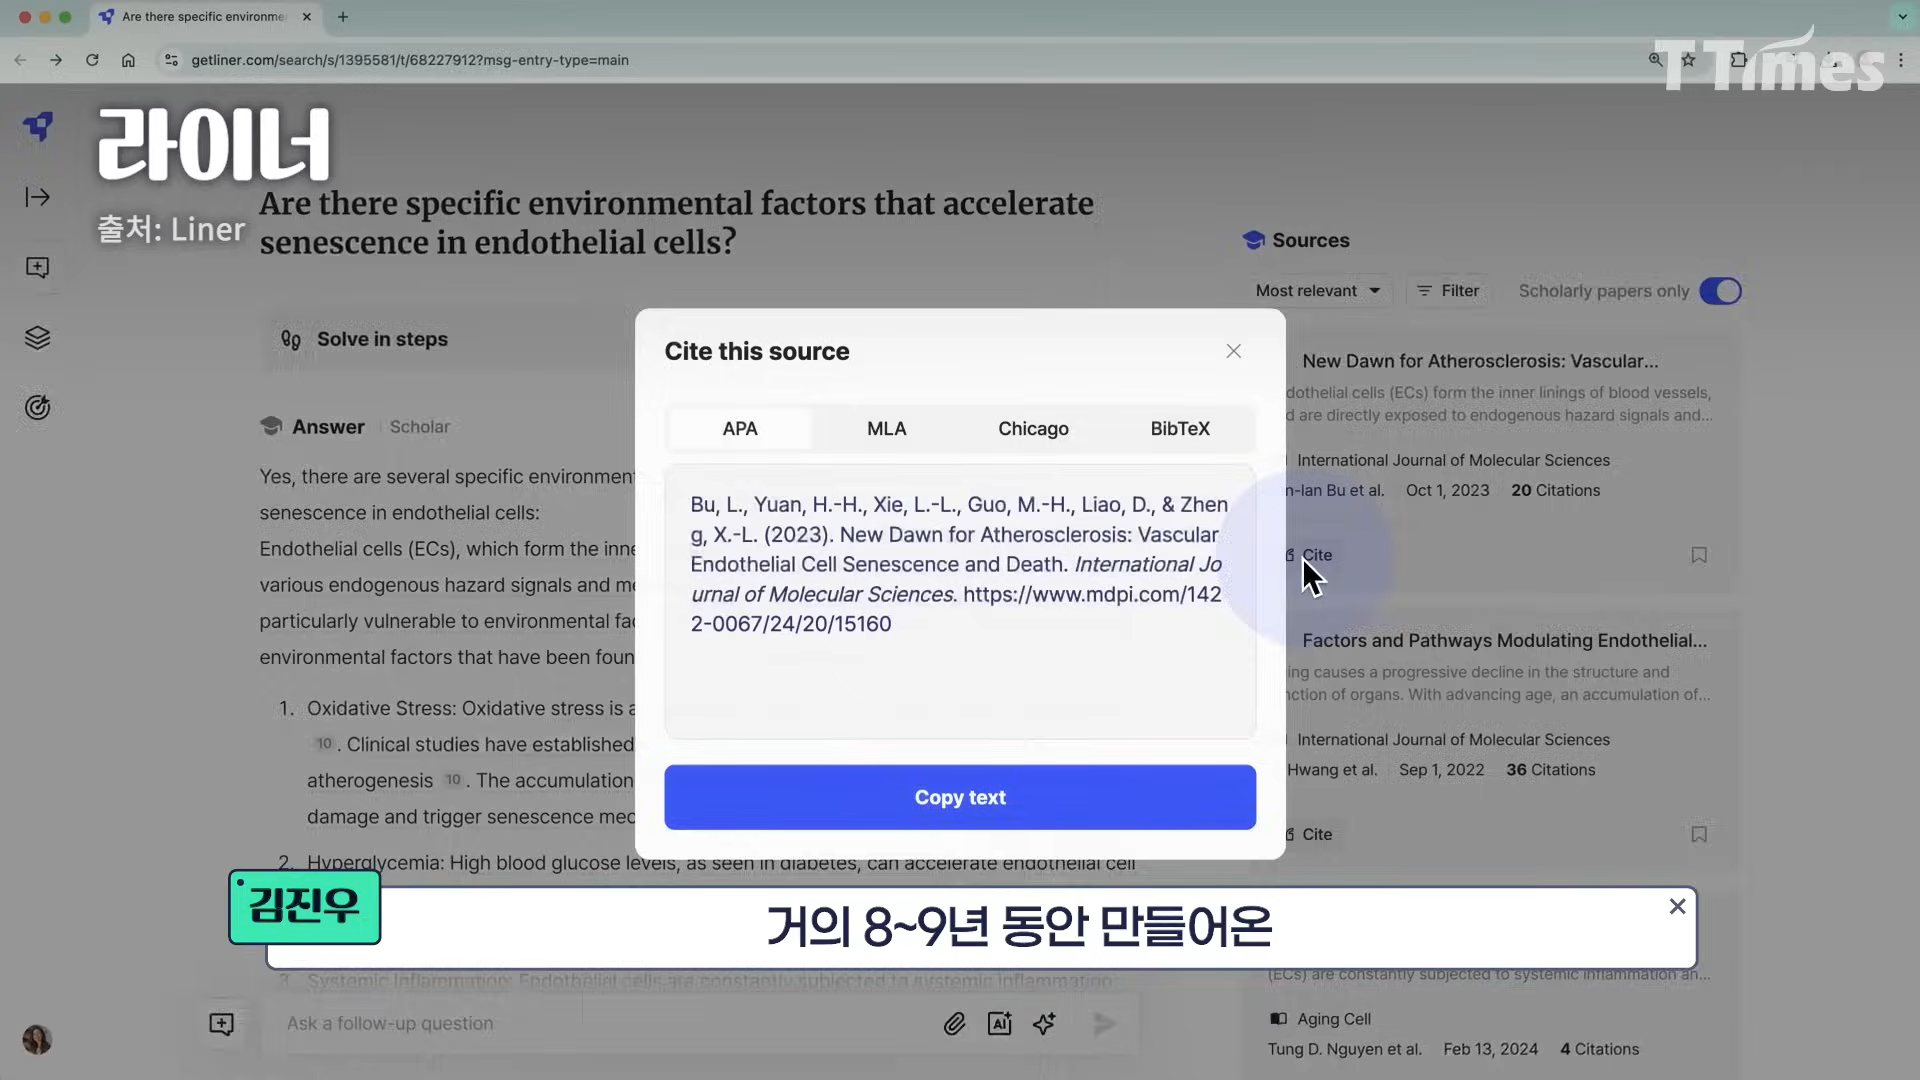 Are there specific environme
getliner.com/search/s/1395581/t/68227912?msg-entry-type=main
TTimes
라이너
출처: Liner
Are there specific environmental factors that accelerate
senescence in endothelial cells?
Solve in steps
Answer Scholar
Yes, there are several specific environment
senescence in endothelial cells:
Endothelial cells (ECs), which form the inne
various endogenous hazard signals and me
particularly vulnerable to environmental fac
environmental factors that have been foun
1. Oxidative Stress: Oxidative stress is a
10 . Clinical studies have established
atherogenesis 10 . The accumulation
damage and trigger senescence mec
2. Hyperglycemia: High blood glucose levels, as seen in diabetes, can accelerate endothelial cell
3. Systemic Inflammation: Endothelial cells are constantly subjected to systemic inflammation,
Ask a follow-up question
Cite this source
APA MLA Chicago BibTeX
Bu, L., Yuan, H.-H., Xie, L.-L., Guo, M.-H., Liao, D., & Zhen
g, X.-L. (2023). New Dawn for Atherosclerosis: Vascular
Endothelial Cell Senescence and Death. International Jo
urnal of Molecular Sciences. https://www.mdpi.com/142
2-0067/24/20/15160
Copy text
Sources
Most relevant Filter Scholarly papers only
New Dawn for Atherosclerosis: Vascular...
dothelial cells (ECs) form the inner linings of blood vessels,
d are directly exposed to endogenous hazard signals and...
International Journal of Molecular Sciences
n-lan Bu et al. Oct 1, 2023 20 Citations
Cite
Factors and Pathways Modulating Endothelial...
ing causes a progressive decline in the structure and
nction of organs. With advancing age, an accumulation of...
International Journal of Molecular Sciences
Hwang et al. Sep 1, 2022 36 Citations
Cite
(ECs) are constantly subjected to systemic inflammation an...
Aging Cell
Tung D. Nguyen et al. Feb 13, 2024 4 Citations
김진우
거의 8~9년 동안 만들어온